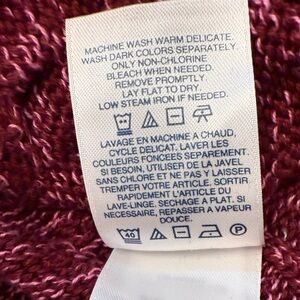 MACHINE WASH WARM DELICATE.
WASH DARK COLORS SEPARATELY
ONLY NON-CHLORINE
BLEACH WHEN NEEDED.
REMOVE PROMPTLY.
LAY FLAT TO DRY.
LOW STEAM IRON IF NEEDED.
LAVAGE EN MACHINE A CHAUD,
CYCLE DELICAT. LAVER LES
COULEURS FONCEES SEPAREMENT.
SI BESOIN, UTILISER DE LA JAVEL
SANS CHLORE ET NE PAS Y LAISSER
TREMPER VOTRE ARTICLE. SORTIR
RAPIDEMENT L'ARTICLE DU
LAVE-LINGE. SECHAGE A PLAT. SI
NECESSAIRE, REPASSER A VAPEUR
DOUCE.
40 P